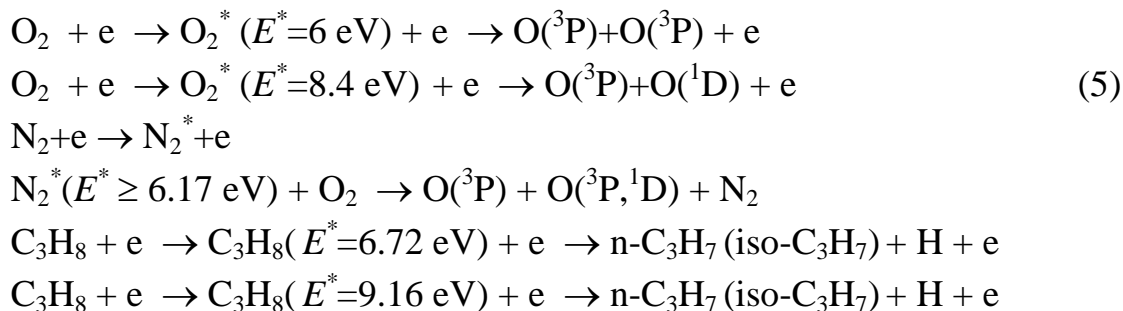 O₂ + e → O₂* (E*=6 eV) + e → O(³P)+O(³P) + e
O₂ + e → O₂* (E*=8.4 eV) + e → O(³P)+O(¹D) + e (5)
N₂+e → N₂*+e
N₂*(E* ≥ 6.17 eV) + O₂ → O(³P) + O(³P,¹D) + N₂
C₃H₈ + e → C₃H₈( E*=6.72 eV) + e → n-C₃H₇ (iso-C₃H₇) + H + e
C₃H₈ + e → C₃H₈( E*=9.16 eV) + e → n-C₃H₇ (iso-C₃H₇) + H + e